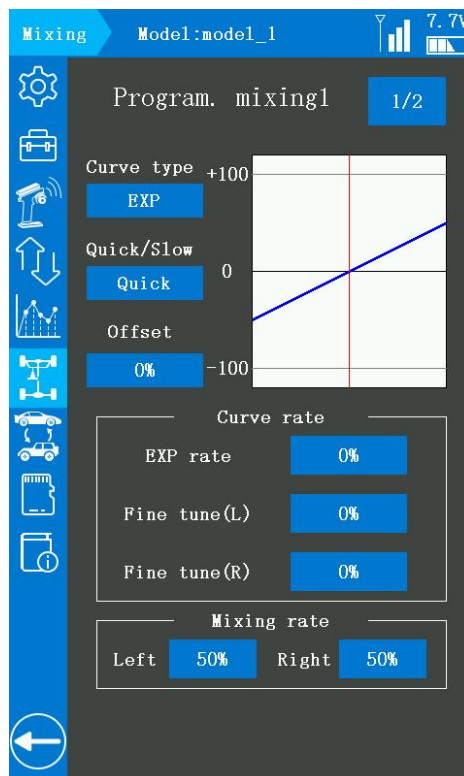 Mixing Model:model_1 7.7V
Program. mixing1 1/2
Curve type
+100
EXP
Quick/Slow
0
Quick
Offset
0%
-100
Curve rate
EXP rate 0%
Fine tune(L) 0%
Fine tune(R) 0%
Mixing rate
Left 50% Right 50%